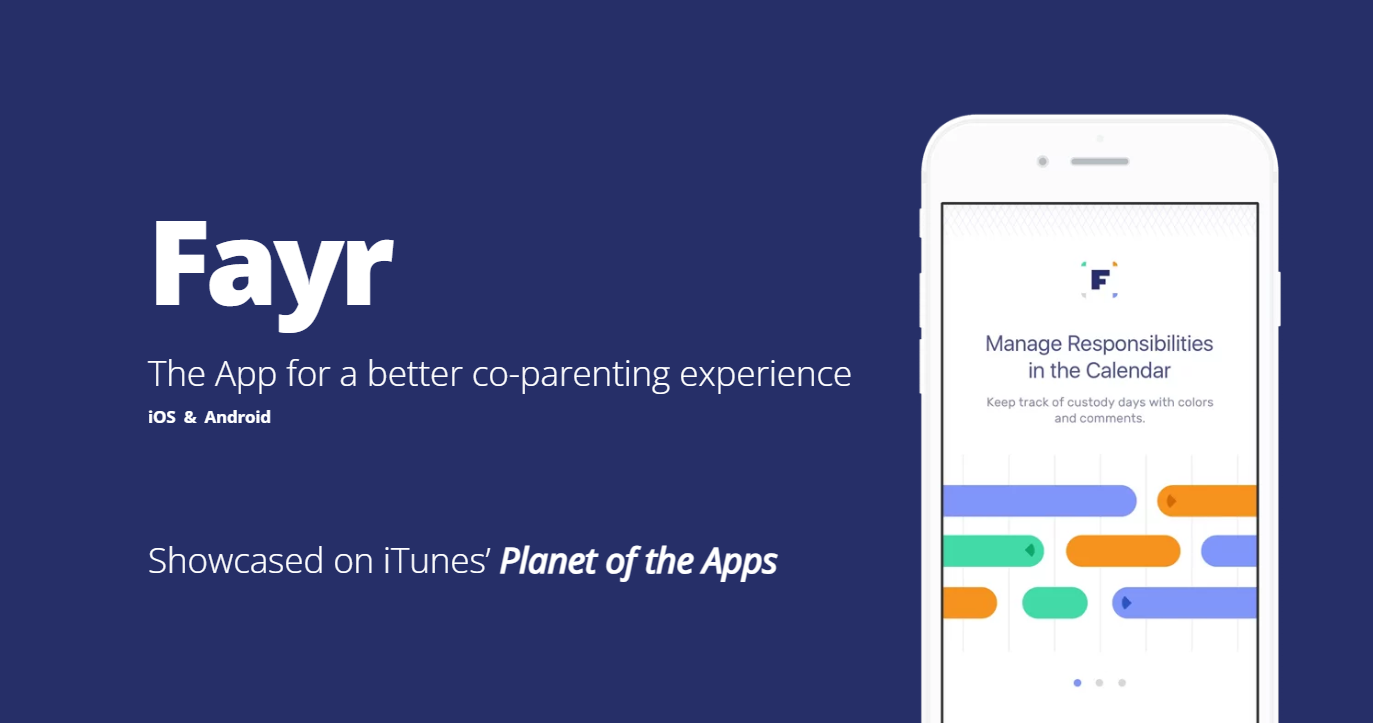 Fayr
The App for a better co-parenting experience
iOS & Android
Showcased on iTunes’ Planet of the Apps
F
Manage Responsibilities
in the Calendar
Keep track of custody days with colors
and comments.